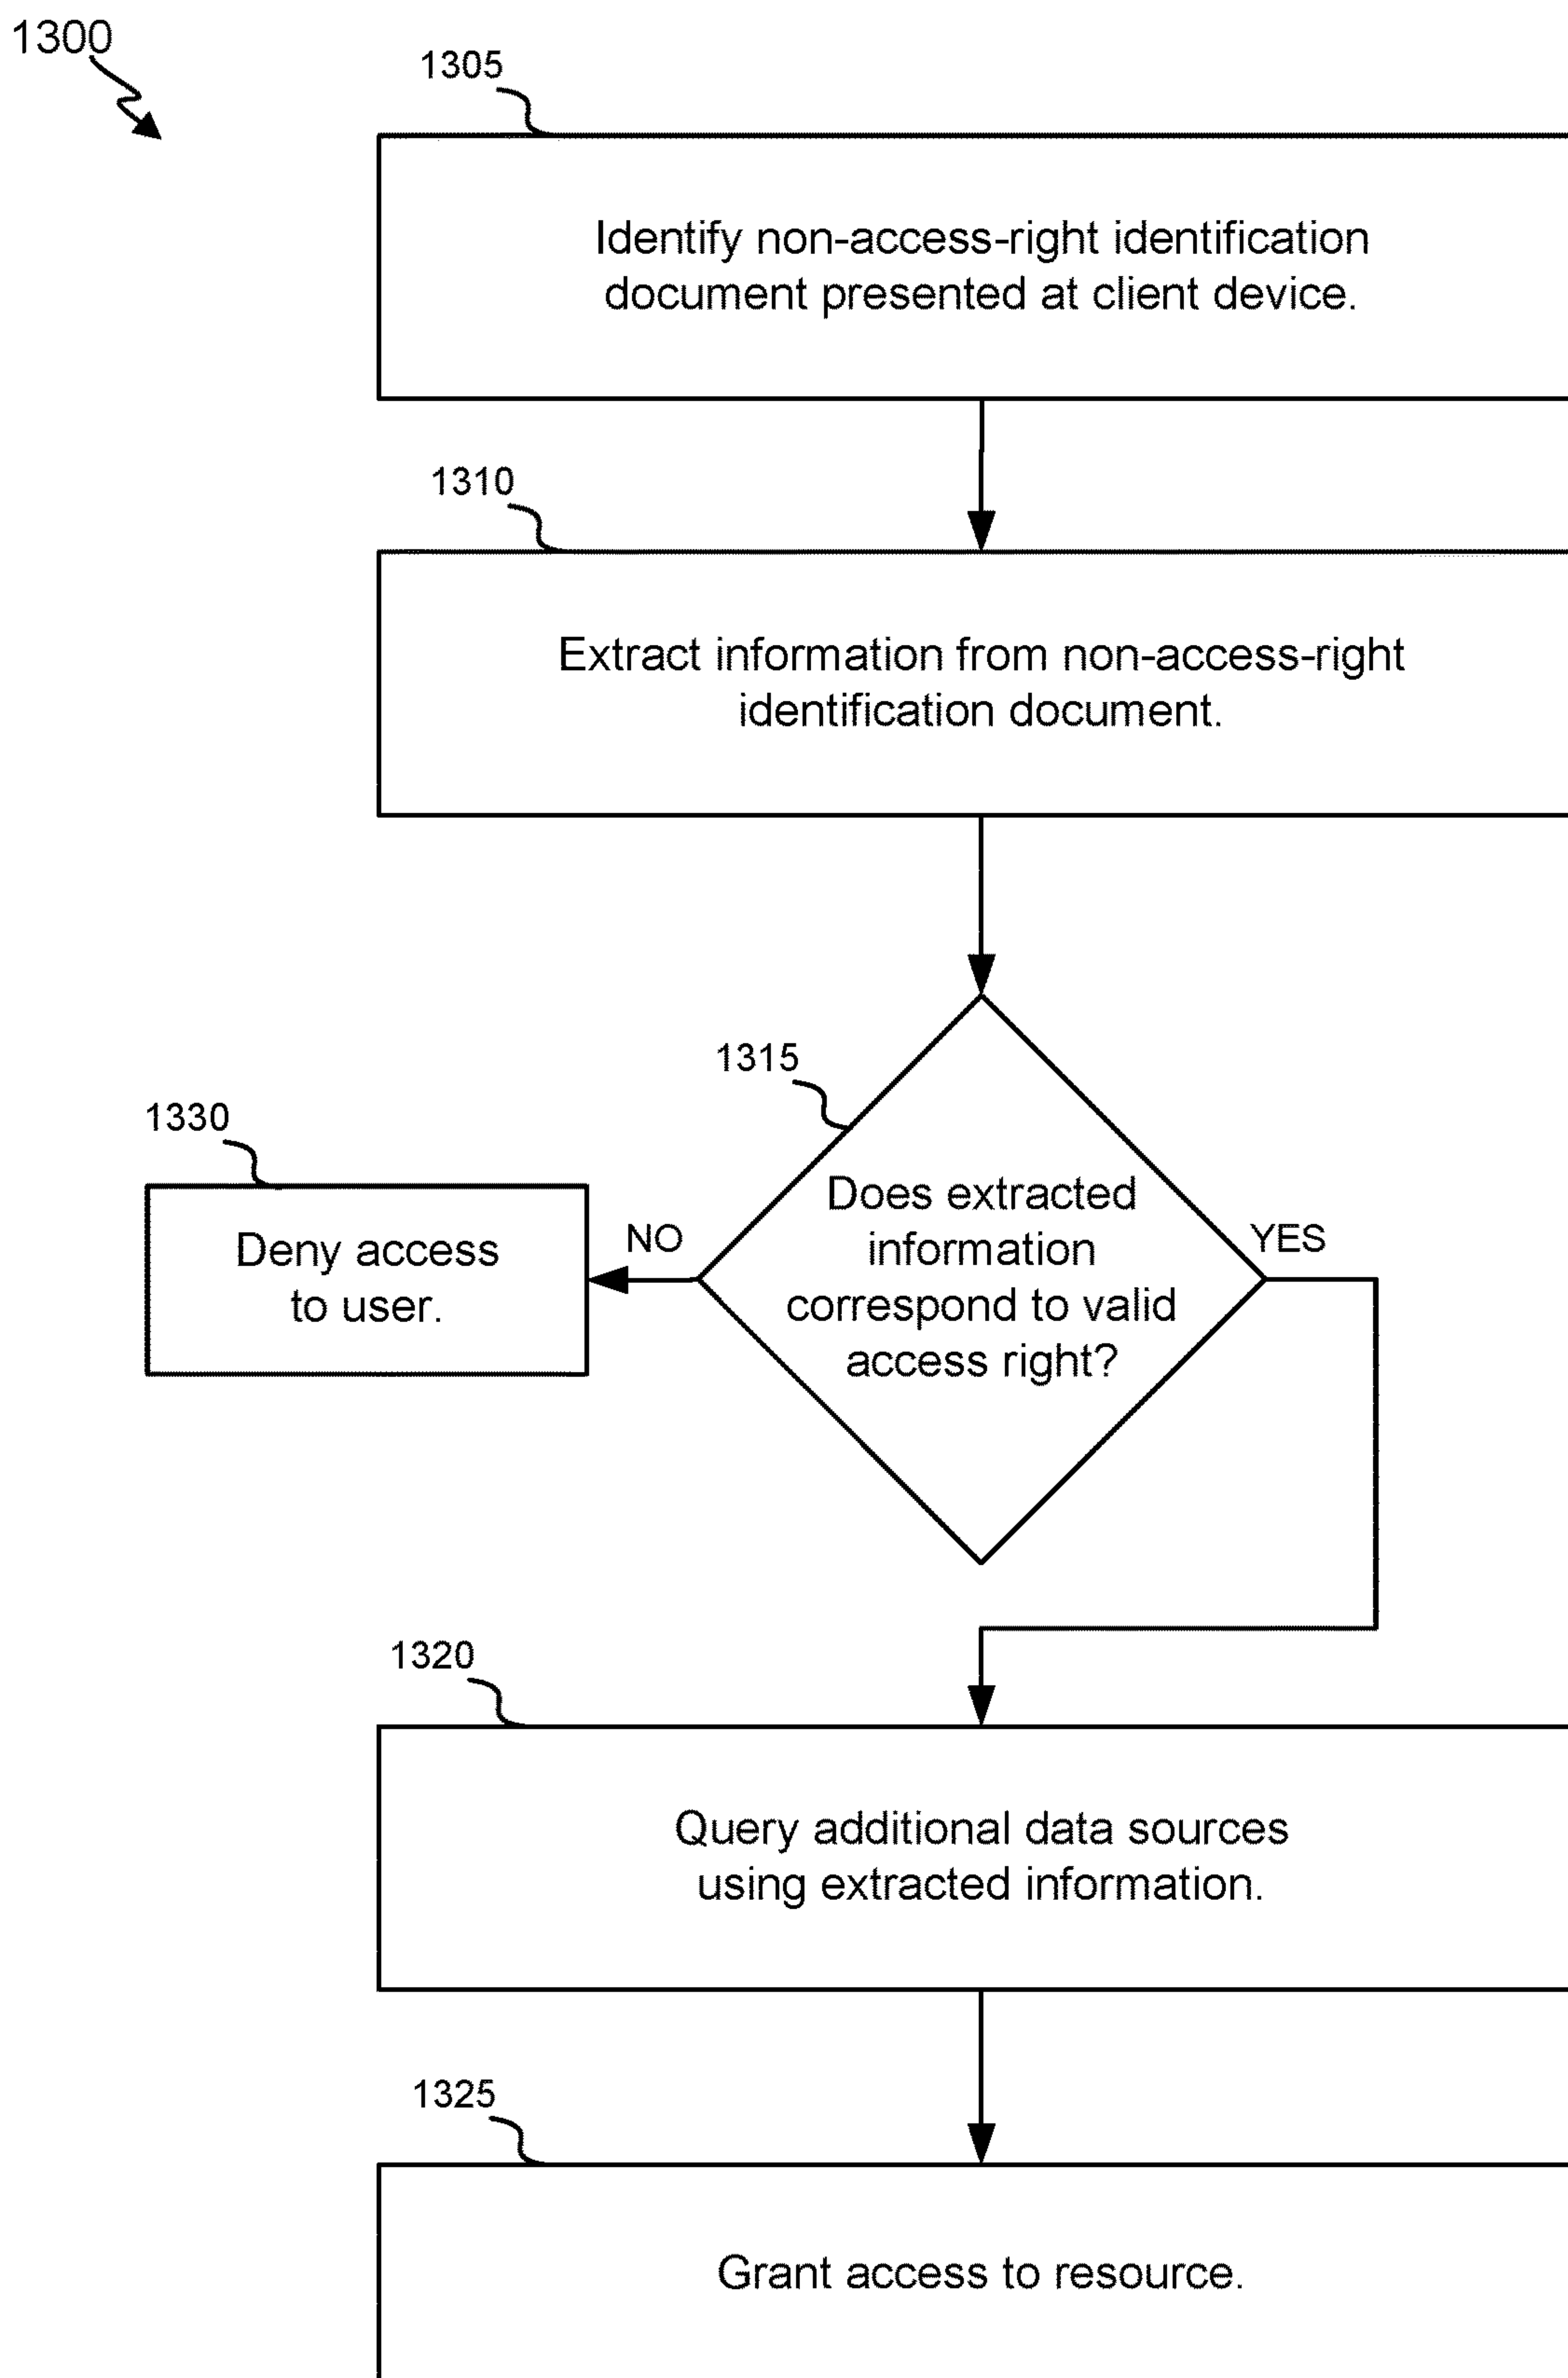 1300
1305
Identify non-access-right identification
document presented at client device.
1310
Extract information from non-access-right
identification document.
1315
1330
Does extracted
information
correspond to valid
access right?
NO
YES
Deny access
to user.
1320
Query additional data sources
using extracted information.
1325
Grant access to resource.